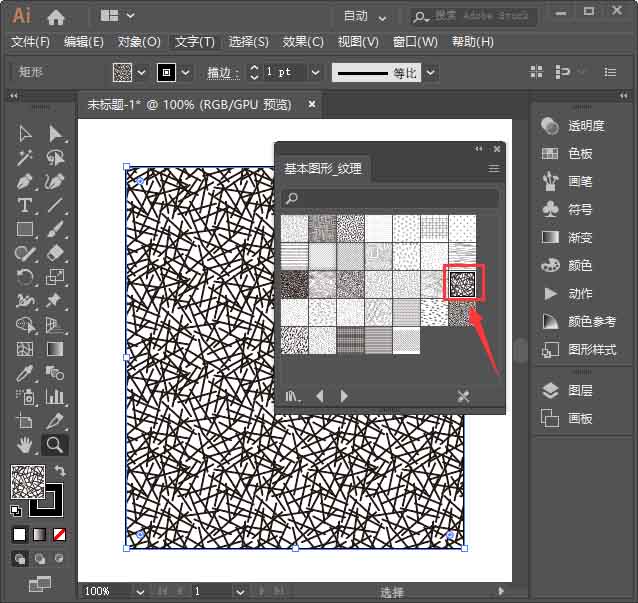 Ai
自动
搜索 Adobe Stock
文件(F) 编辑(E) 对象(O) 文字(T) 选择(S) 效果(C) 视图(V) 窗口(W) 帮助(H)
矩形
描边:
1 pt
等比
未标题-1* @ 100% (RGB/GPU 预览) ×
基本图形_纹理
透明度
色板
画笔
符号
渐变
颜色
动作
颜色参考
图形样式
图层
画板
100%
1
选择